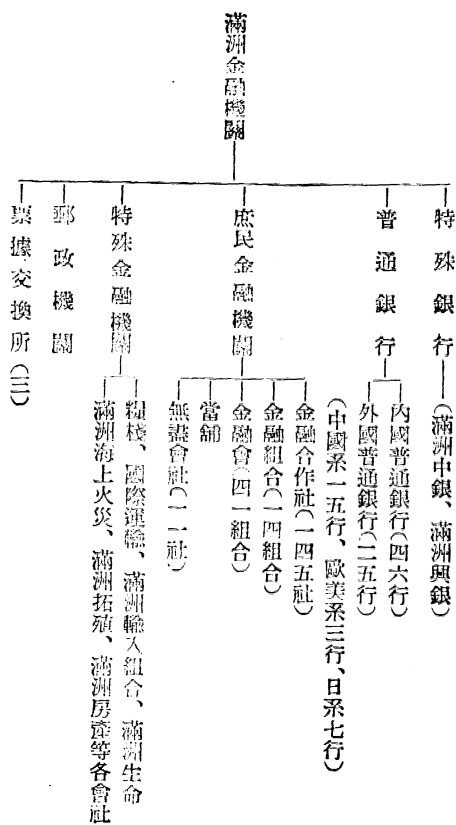 滿洲金融機關
特殊銀行
(滿洲中銀、滿洲興銀)
普通銀行
內國普通銀行(四六行)
外國普通銀行(二五行)
(中國系一五行、歐美系三行、日系七行)
庶民金融機關
金融合作社(一四五社)
金融組合(一四組合)
金融會(四一組合)
當舖
無盡會社(一一社)
特殊金融機關
糧棧、國際運輸、滿洲輸入組合、滿洲生命
滿洲海上火災、滿洲拓殖、滿洲房產等各會社
郵政機關
票據交換所(三)